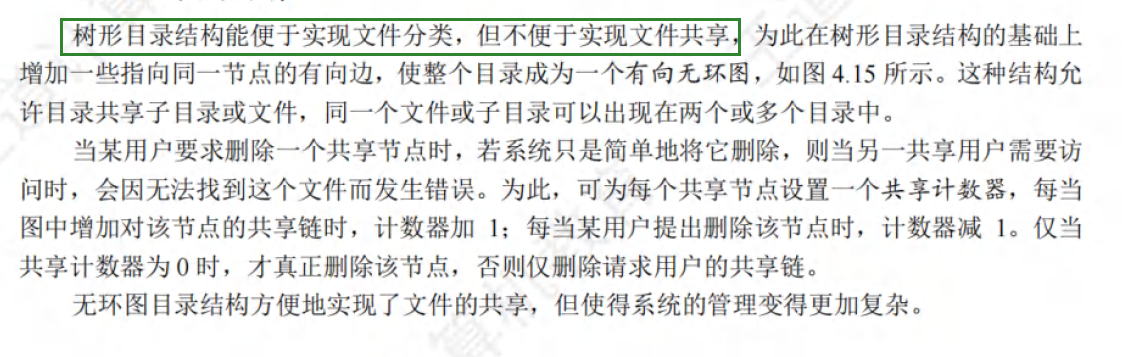 树形目录结构能便于实现文件分类，但不便于实现文件共享，为此在树形目录结构的基础上
增加一些指向同一节点的有向边，使整个目录成为一个有向无环图，如图 4.15 所示。这种结构允
许目录共享子目录或文件，同一个文件或子目录可以出现在两个或多个目录中。
当某用户要求删除一个共享节点时，若系统只是简单地将它删除，则当另一共享用户需要访
问时，会因无法找到这个文件而发生错误。为此，可为每个共享节点设置一个共享计数器，每当
图中增加对该节点的共享链时，计数器加 1；每当某用户提出删除该节点时，计数器减 1。仅当
共享计数器为 0 时，才真正删除该节点，否则仅删除请求用户的共享链。
无环图目录结构方便地实现了文件的共享，但使得系统的管理变得更加复杂。